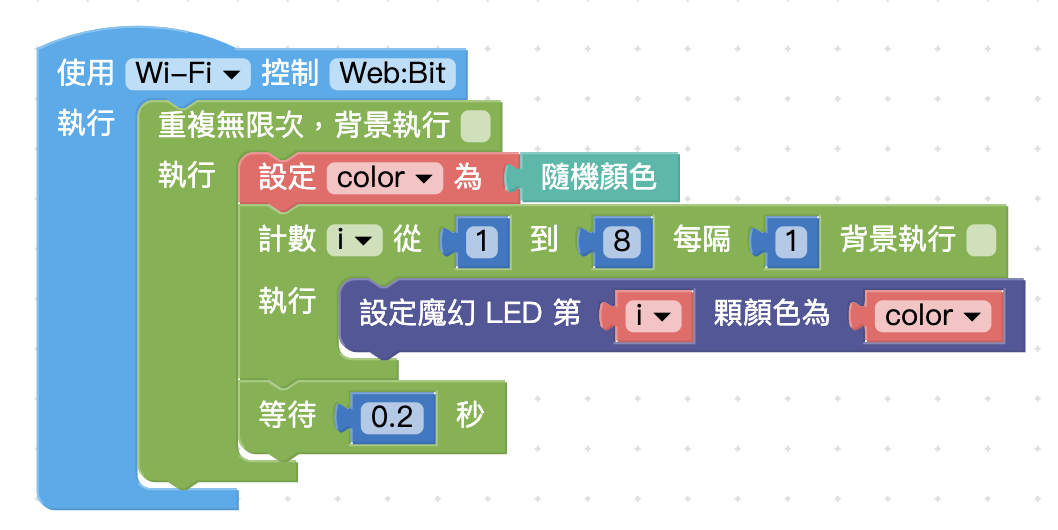 使用 Wi-Fi 控制 Web:Bit
執行
重複無限次，背景執行
執行
設定 color 為 隨機顏色
計數 i 從 1 到 8 每隔 1 背景執行
執行
設定魔幻 LED 第 i 顆顏色為 color
等待 0.2 秒